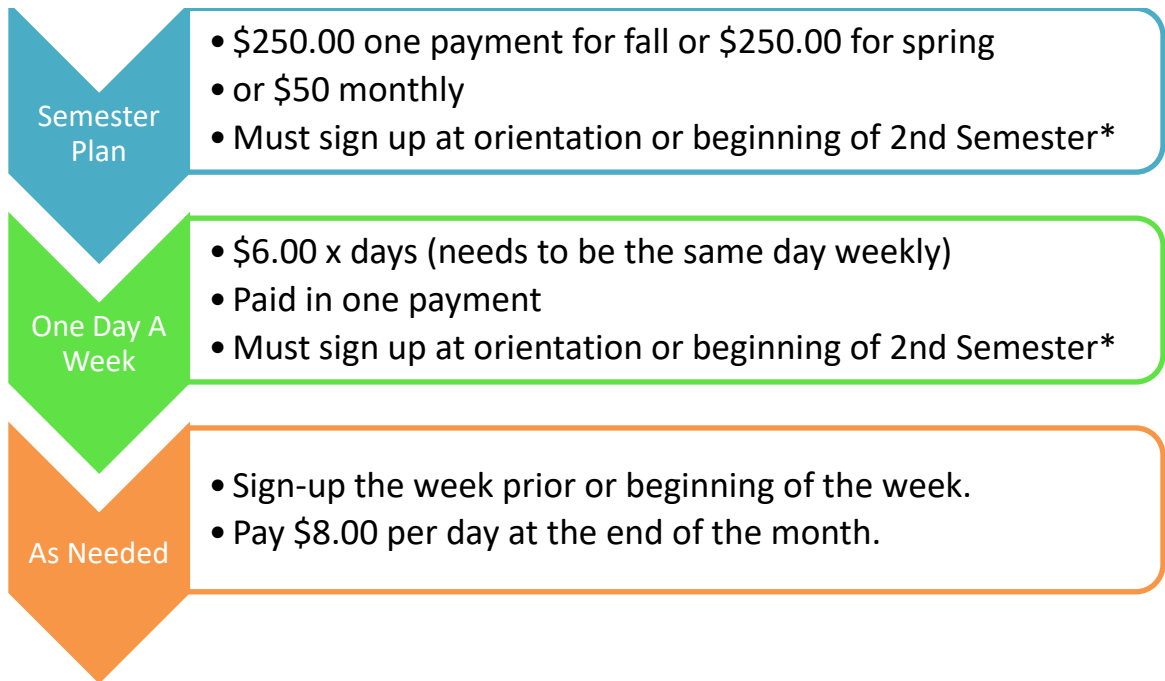 Semester
Plan
• $250.00 one payment for fall or $250.00 for spring
• or $50 monthly
• Must sign up at orientation or beginning of 2nd Semester*
One Day A
Week
• $6.00 x days (needs to be the same day weekly)
• Paid in one payment
• Must sign up at orientation or beginning of 2nd Semester*
As Needed
• Sign-up the week prior or beginning of the week.
• Pay $8.00 per day at the end of the month.